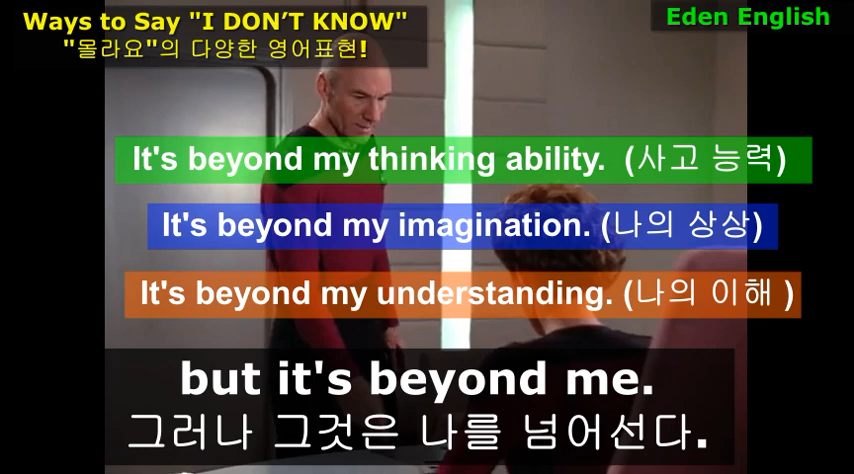 Ways to Say "I DON’T KNOW"
"몰라요"의 다양한 영어표현!
Eden English
It's beyond my thinking ability. (사고 능력)
It's beyond my imagination. (나의 상상)
It's beyond my understanding. (나의 이해 )
but it's beyond me.
그러나 그것은 나를 넘어선다.